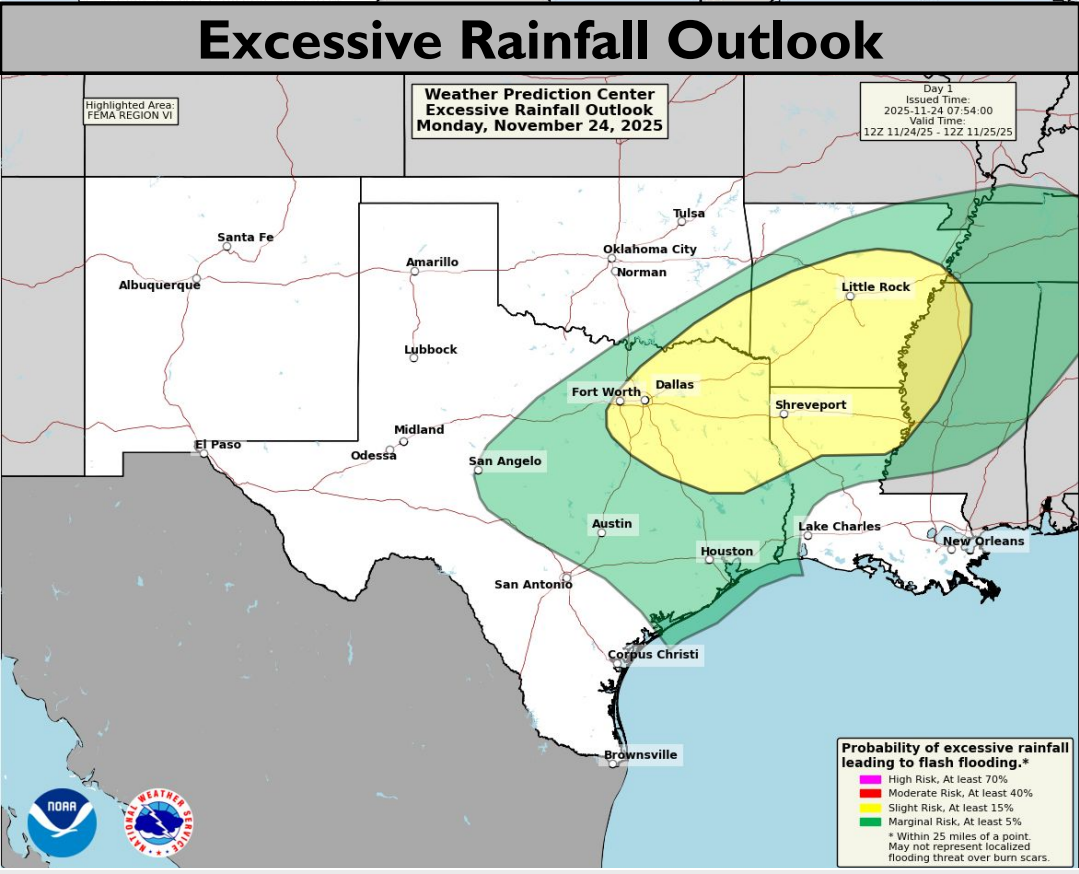 Excessive Rainfall Outlook
Highlighted Area:
FEMA REGION VI
Weather Prediction Center
Excessive Rainfall Outlook
Monday, November 24, 2025
Day 1
Issued Time:
2025-11-24 07:54:00
Valid Time:
12Z 11/24/25 - 12Z 11/25/25
Tulsa
Santa Fe
Oklahoma City
Amarillo
Norman
Albuquerque
Little Rock
Lubbock
Dallas
Fort Worth
Shreveport
Midland
El Paso
Odessa
San Angelo
Austin
Lake Charles
New Orleans
Houston
San Antonio
Corpus Christi
Brownsville
Probability of excessive rainfall
leading to flash flooding.*
High Risk, At least 70%
Moderate Risk, At least 40%
Slight Risk, At least 15%
Marginal Risk, At least 5%
* Within 25 miles of a point.
May not represent localized
flooding threat over burn scars.
NOAA
NATIONAL WEATHER SERVICE